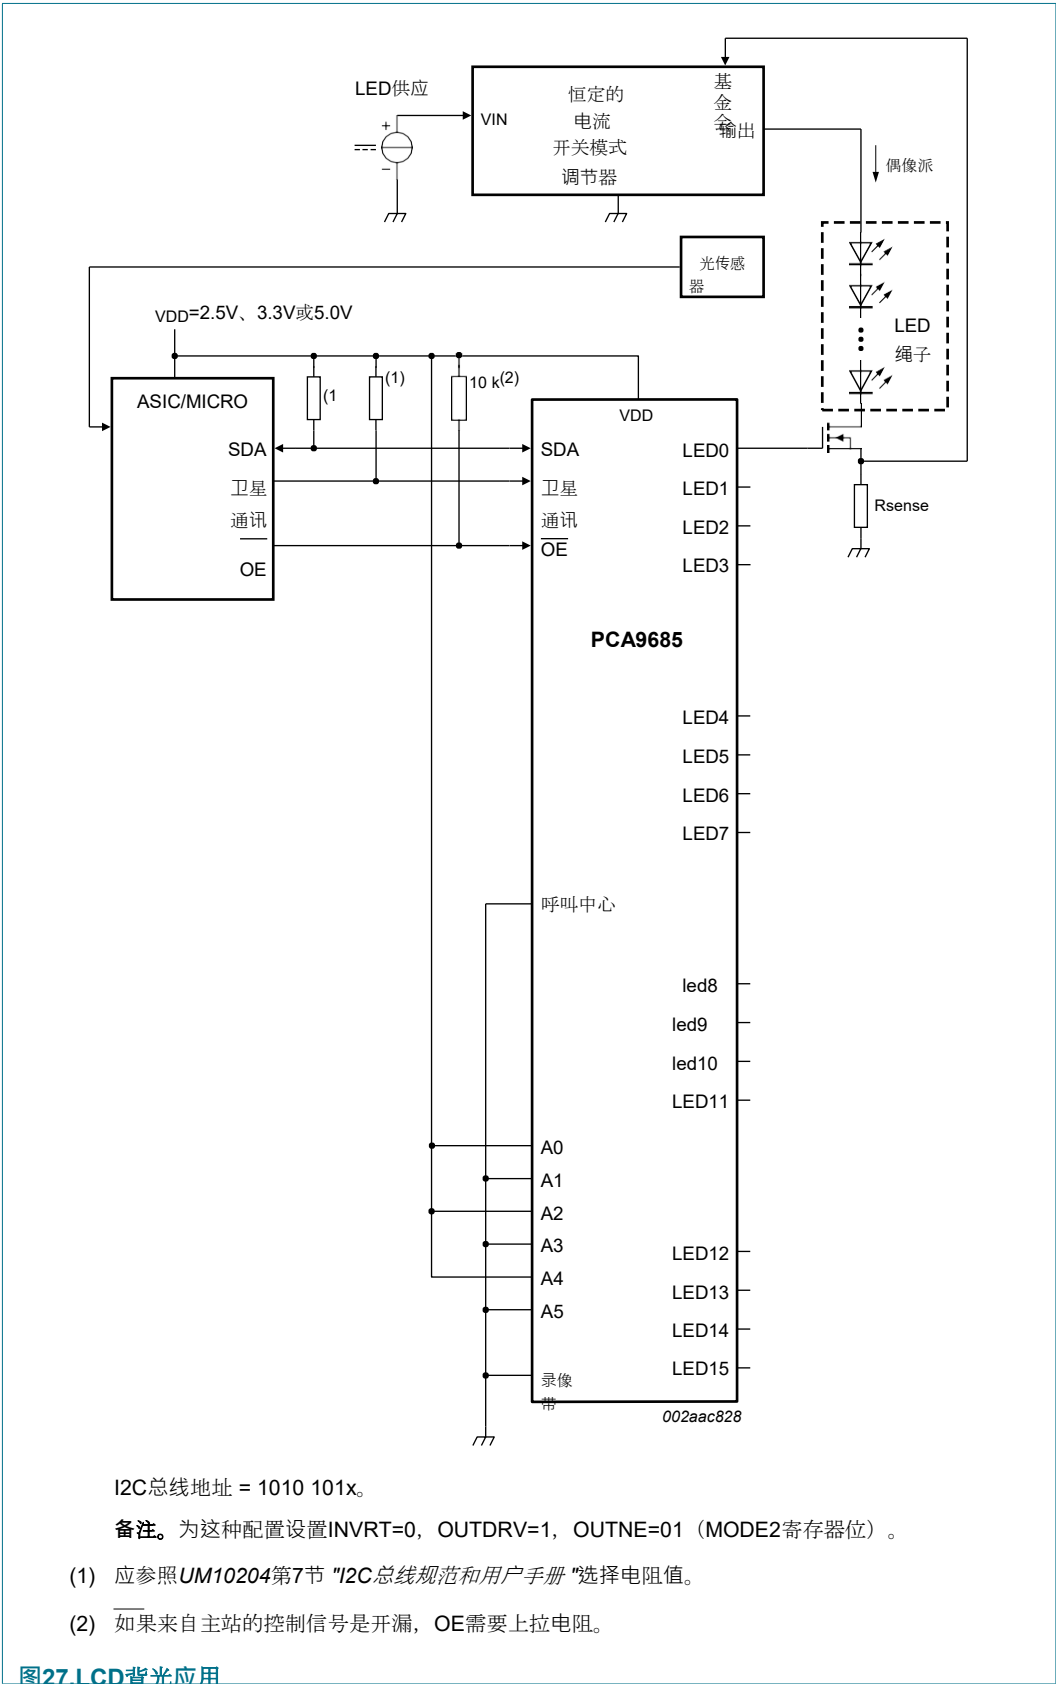 LED供应
VIN
恒定的
电流
开关模式
调节器
基
金
会
输出
偶像派
光传感
器
VDD=2.5V、3.3V或5.0V
LED
绳子
(1
(1)
10 k(2)
ASIC/MICRO
SDA
卫星
通讯
OE
VDD
SDA
卫星
通讯
OE
LED0
LED1
LED2
LED3
Rsense
PCA9685
LED4
LED5
LED6
LED7
呼叫中心
led8
led9
led10
LED11
A0
A1
A2
A3
A4
A5
LED12
LED13
LED14
LED15
录像
带
002aac828
I2C总线地址 = 1010 101x。
备注。为这种配置设置INVRT=0，OUTDRV=1，OUTNE=01（MODE2寄存器位）。
(1) 应参照UM10204第7节 "I2C总线规范和用户手册 "选择电阻值。
(2) 如果来自主站的控制信号是开漏，OE需要上拉电阻。
图27.LCD背光应用